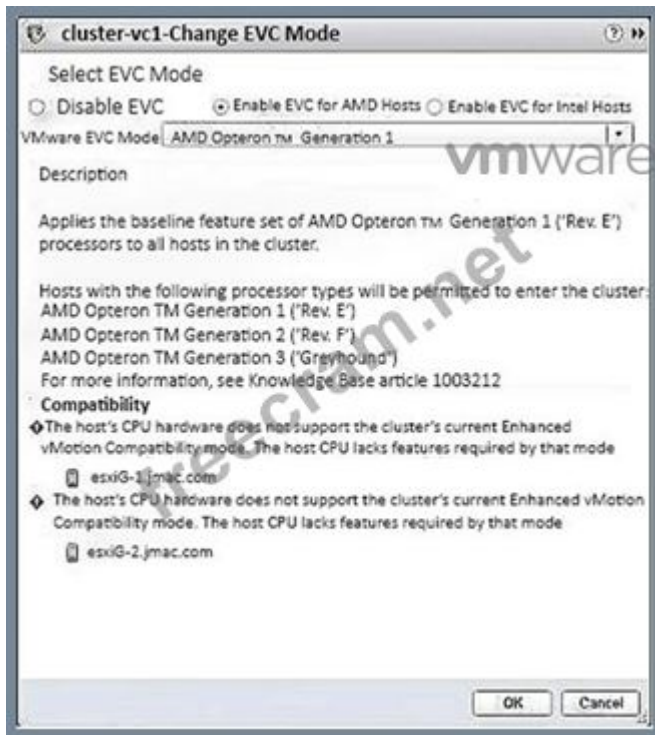 cluster-vc1-Change EVC Mode
Select EVC Mode
Disable EVC Enable EVC for AMD Hosts Enable EVC for Intel Hosts
VMware EVC Mode AMD Opteron TM Generation 1
vmware
Description
Applies the baseline feature set of AMD Opteron TM Generation 1 ('Rev. E')
processors to all hosts in the cluster.
Hosts with the following processor types will be permitted to enter the cluster:
AMD Opteron TM Generation 1 ('Rev. E')
AMD Opteron TM Generation 2 ('Rev. F')
AMD Opteron TM Generation 3 ('Greyhound')
For more information, see Knowledge Base article 1003212
Compatibility
The host's CPU hardware does not support the cluster's current Enhanced
vMotion Compatibility mode. The host CPU lacks features required by that mode
esxiG-1.jmac.com
The host's CPU hardware does not support the cluster's current Enhanced vMotion
Compatibility mode. The host CPU lacks features required by that mode
esxiG-2.jmac.com
freecram.net
OK Cancel